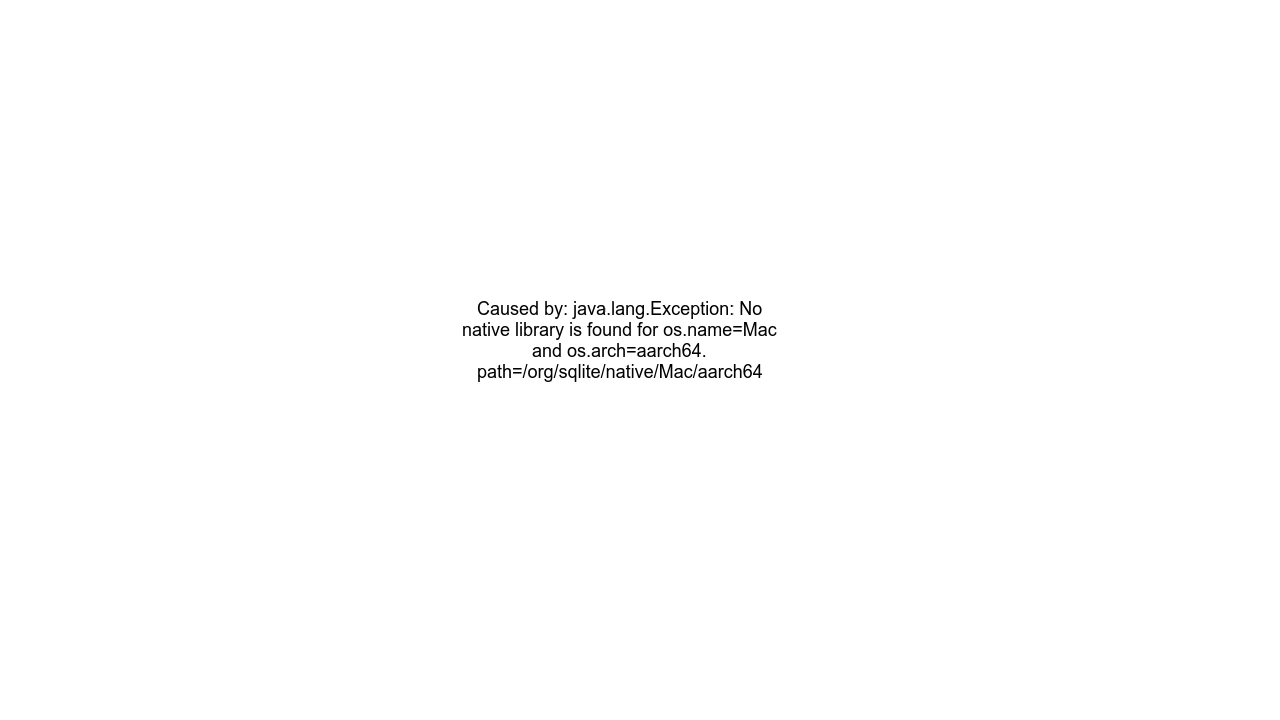 Caused by: java.lang.Exception: No
native library is found for os.name=Mac
and os.arch=aarch64.
path=/org/sqlite/native/Mac/aarch64